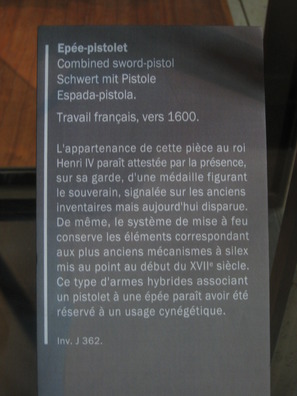 Epée-pistolet
Combined sword-pistol
Schwert mit Pistole
Espada-pistola.
Travail français, vers 1600.
L'appartenance de cette pièce au roi
Henri IV paraît attestée par la présence,
sur sa garde, d'une médaille figurant
le souverain, signalée sur les anciens
inventaires mais aujourd'hui disparue.
De même, le système de mise à feu
conserve les éléments correspondant
aux plus anciens mécanismes à silex
mis au point au début du XVIIe siècle.
Ce type d'armes hybrides associant
un pistolet à une épée paraît avoir été
réservé à un usage cynégétique.
Inv. J 362.